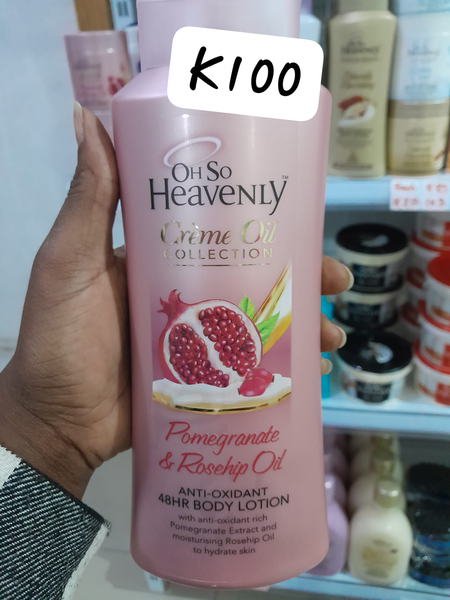 K100
OH SO
HEAVENLY™
Crème Oil
COLLECTION
Pomegranate
& Rosehip Oil
ANTI-OXIDANT
48HR BODY LOTION
with anti-oxidant rich
Pomegranate Extract and
moisturising Rosehip Oil
to hydrate skin